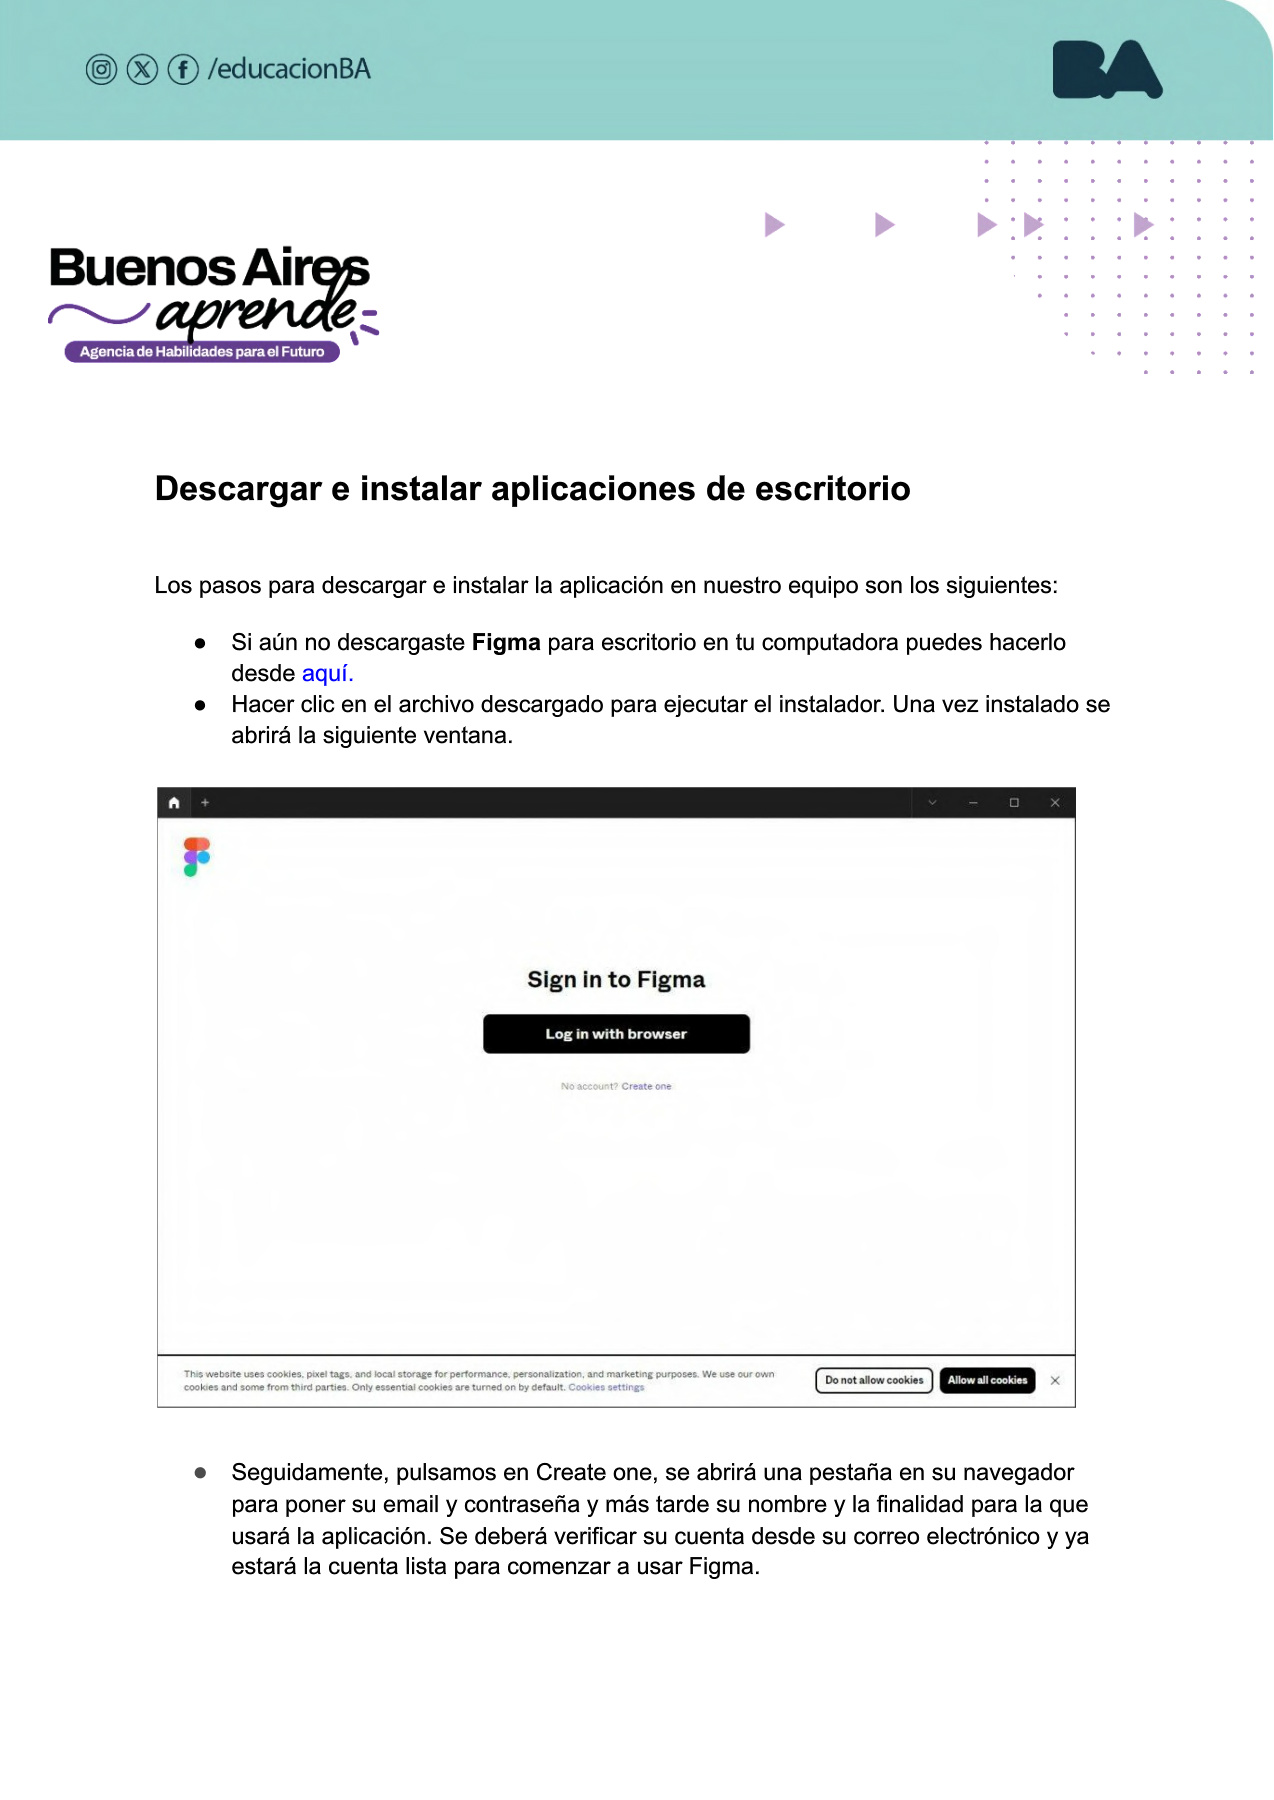 /educacionBA
BA
Buenos Aires
aprende
Agencia de Habilidades para el Futuro
Descargar e instalar aplicaciones de escritorio
Los pasos para descargar e instalar la aplicación en nuestro equipo son los siguientes:
● Si aún no descargaste Figma para escritorio en tu computadora puedes hacerlo
desde aquí.
● Hacer clic en el archivo descargado para ejecutar el instalador. Una vez instalado se
abrirá la siguiente ventana.
Sign in to Figma
Log in with browser
No account? Create one
This website uses cookies, pixel tags, and local storage for performance, personalization, and marketing purposes. We use our own
cookies and some from third parties. Only essential cookies are turned on by default. Cookies settings
Do not allow cookies
Allow all cookies
● Seguidamente, pulsamos en Create one, se abrirá una pestaña en su navegador
para poner su email y contraseña y más tarde su nombre y la finalidad para la que
usará la aplicación. Se deberá verificar su cuenta desde su correo electrónico y ya
estará la cuenta lista para comenzar a usar Figma.